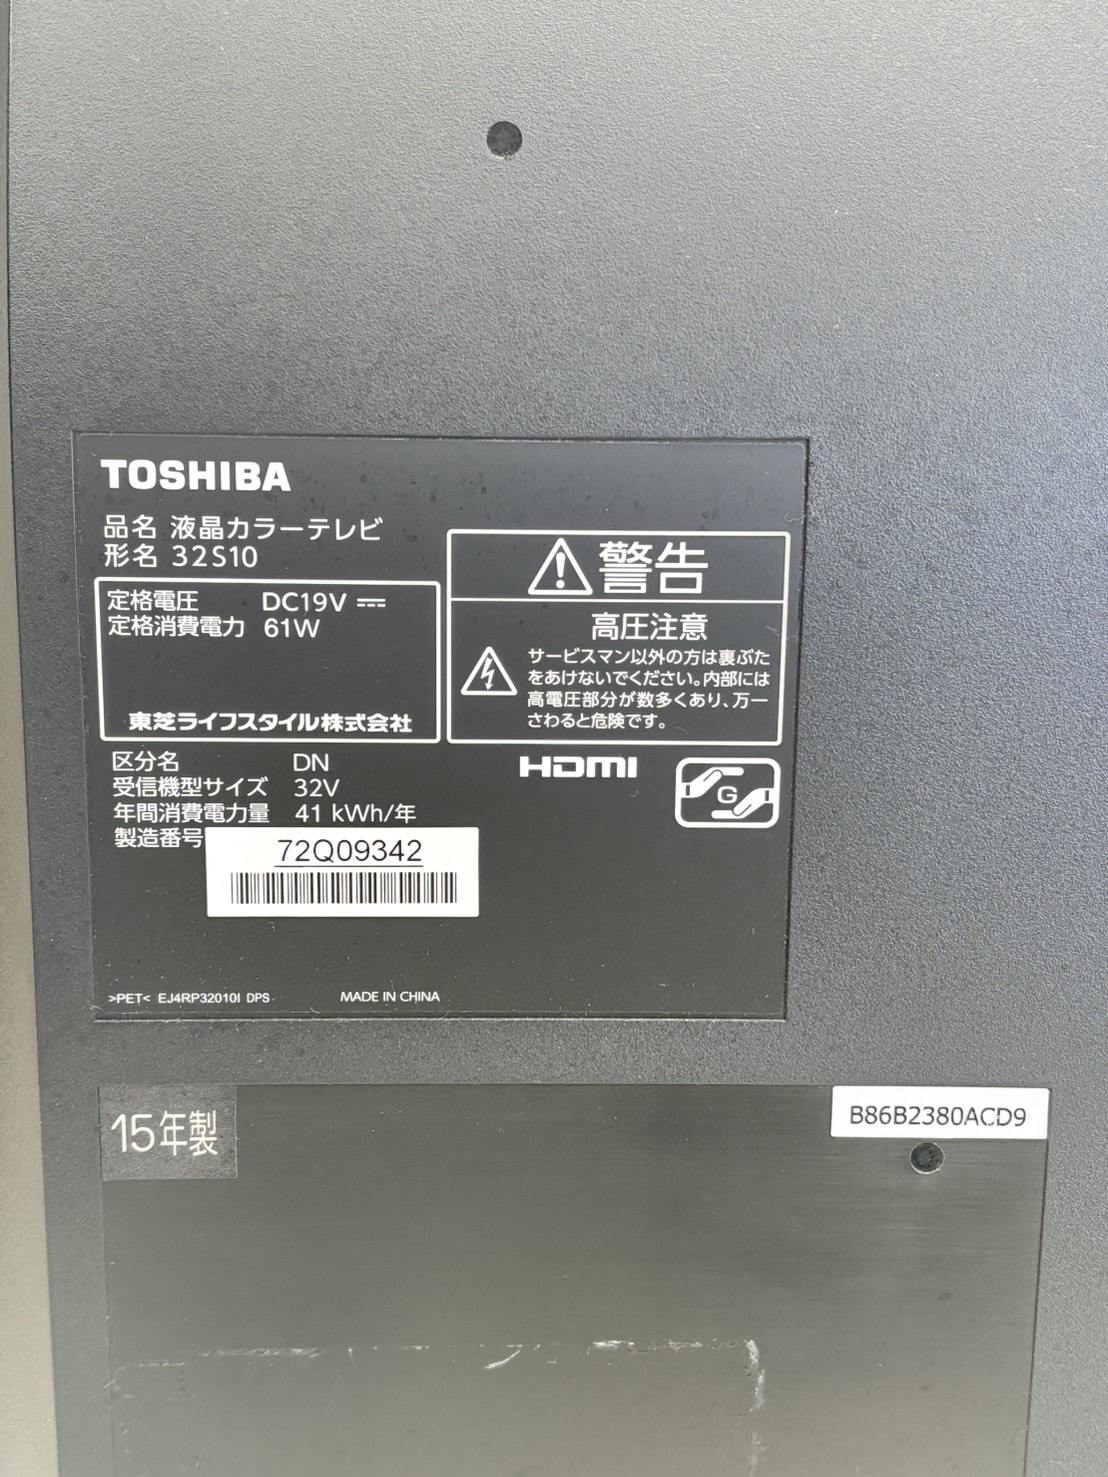 TOSHIBA
品名 液晶カラーテレビ
形名 32S10
定格電圧 DC19V
定格消費電力 61W
東芝ライフスタイル株式会社
警告
高圧注意
サービスマン以外の方は裏ぶた
をあけないでください。内部には
高電圧部分が数多くあり、万一
さわると危険です。
区分名 DN
受信機型サイズ 32V
年間消費電力量 41 kWh/年
製造番号
72Q09342
HDMI
G
>PET< EJ4RP32010I DPS
MADE IN CHINA
15年製
B86B2380ACD9